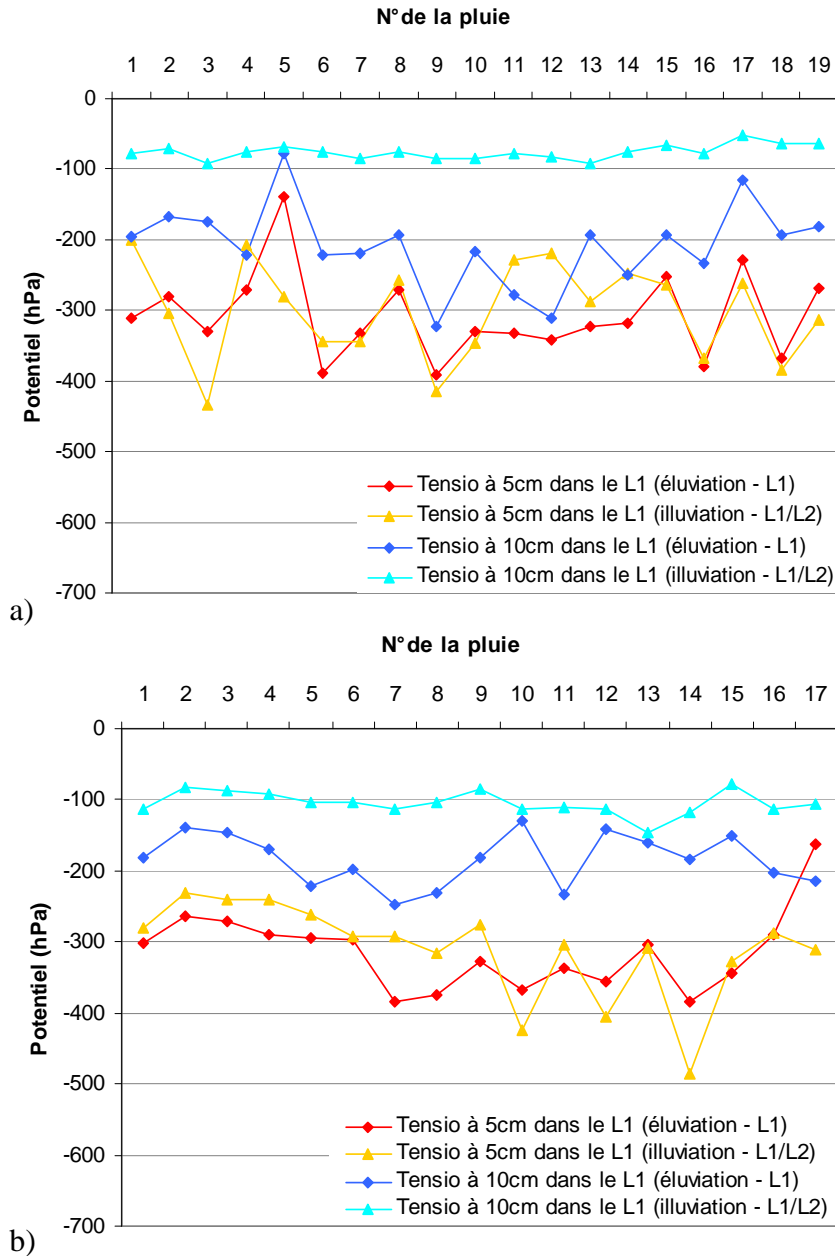 N°de la pluie
1 2 3 4 5 6 7 8 9 10 11 12 13 14 15 16 17 18 19
0
-100
-200
-300
-400
-500
-600
-700
Potentiel (hPa)
Tensio à 5cm dans le L1 (éluviation - L1)
Tensio à 5cm dans le L1 (illuviation - L1/L2)
Tensio à 10cm dans le L1 (éluviation - L1)
Tensio à 10cm dans le L1 (illuviation - L1/L2)
a)
N°de la pluie
1 2 3 4 5 6 7 8 9 10 11 12 13 14 15 16 17
0
-100
-200
-300
-400
-500
-600
-700
Potentiel (hPa)
Tensio à 5cm dans le L1 (éluviation - L1)
Tensio à 5cm dans le L1 (illuviation - L1/L2)
Tensio à 10cm dans le L1 (éluviation - L1)
Tensio à 10cm dans le L1 (illuviation - L1/L2)
b)